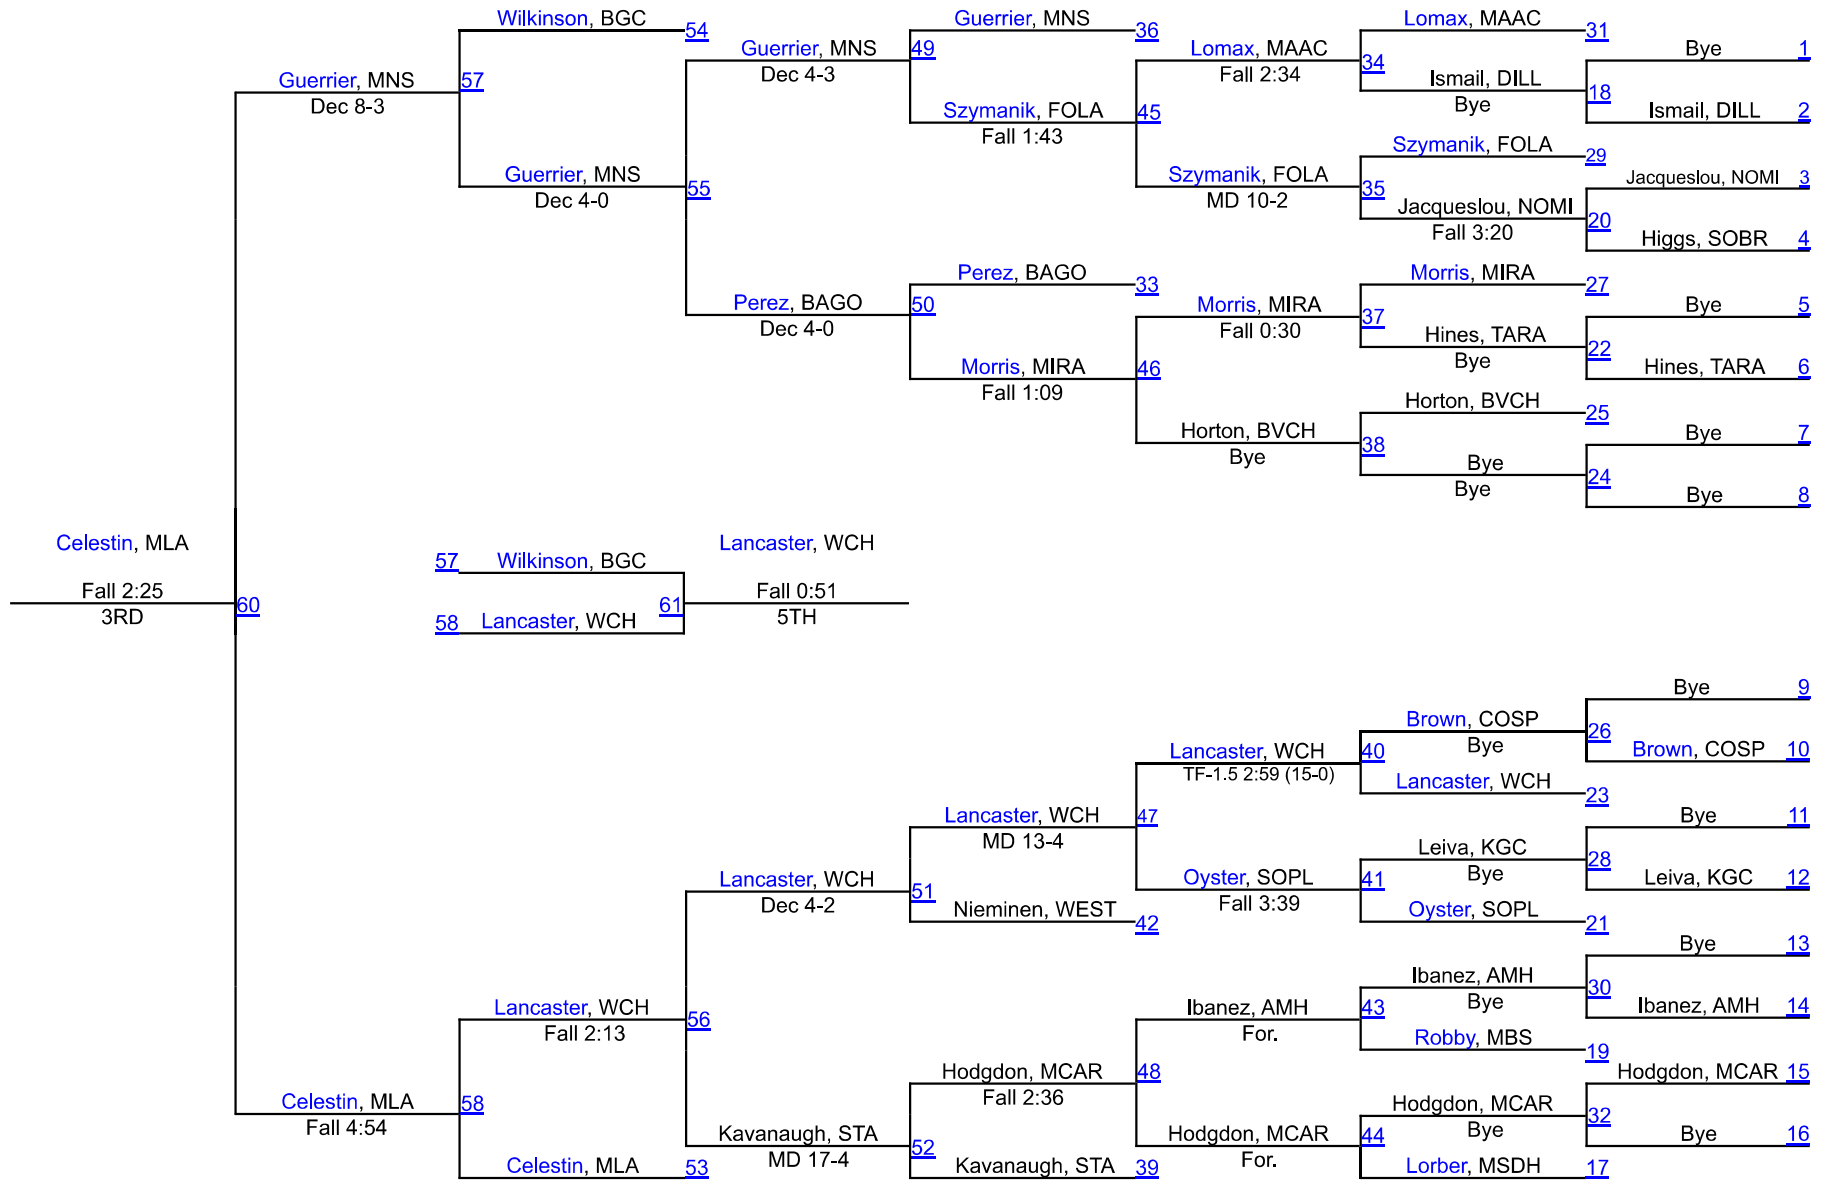 Wilkinson, BGC
54
Guerrier, MNS
36
Lomax, MAAC
31
Guerrier, MNS
49
Dec 4-3
Lomax, MAAC
34
Fall 2:34
Bye
1
Guerrier, MNS
57
Dec 8-3
Ismail, DILL
18
Bye
Szymanik, FOLA
45
Fall 1:43
Ismail, DILL
2
Szymanik, FOLA
29
Guerrier, MNS
55
Dec 4-0
Szymanik, FOLA
35
MD 10-2
Jacqueslou, NOMI
3
Jacqueslou, NOMI
20
Fall 3:20
Higgs, SOBR
4
Perez, BAGO
33
Morris, MIRA
27
Perez, BAGO
50
Dec 4-0
Morris, MIRA
37
Fall 0:30
Bye
5
Hines, TARA
22
Bye
Morris, MIRA
46
Fall 1:09
Hines, TARA
6
Horton, BVCH
25
Horton, BVCH
38
Bye
Bye
7
Bye
24
Bye
Bye
8
Celestin, MLA
Fall 2:25
60
3RD
57
Wilkinson, BGC
58
Lancaster, WCH
61
Lancaster, WCH
Fall 0:51
5TH
Bye
9
Brown, COSP
26
Bye
Lancaster, WCH
40
TF-1.5 2:59 (15-0)
Brown, COSP
10
Lancaster, WCH
23
Lancaster, WCH
47
MD 13-4
Bye
11
Leiva, KGC
28
Bye
Lancaster, WCH
51
Dec 4-2
Oyster, SOPL
41
Fall 3:39
Leiva, KGC
12
Nieminen, WEST
42
Oyster, SOPL
21
Bye
13
Ibanez, AMH
30
Bye
Lancaster, WCH
56
Fall 2:13
Ibanez, AMH
43
For.
Ibanez, AMH
14
Robby, MBS
19
Hodgdon, MCAR
48
Fall 2:36
Hodgdon, MCAR
15
Celestin, MLA
58
Fall 4:54
Hodgdon, MCAR
32
Bye
Kavanaugh, STA
52
MD 17-4
Hodgdon, MCAR
44
For.
Bye
16
Celestin, MLA
53
Kavanaugh, STA
39
Lorber, MSDH
17